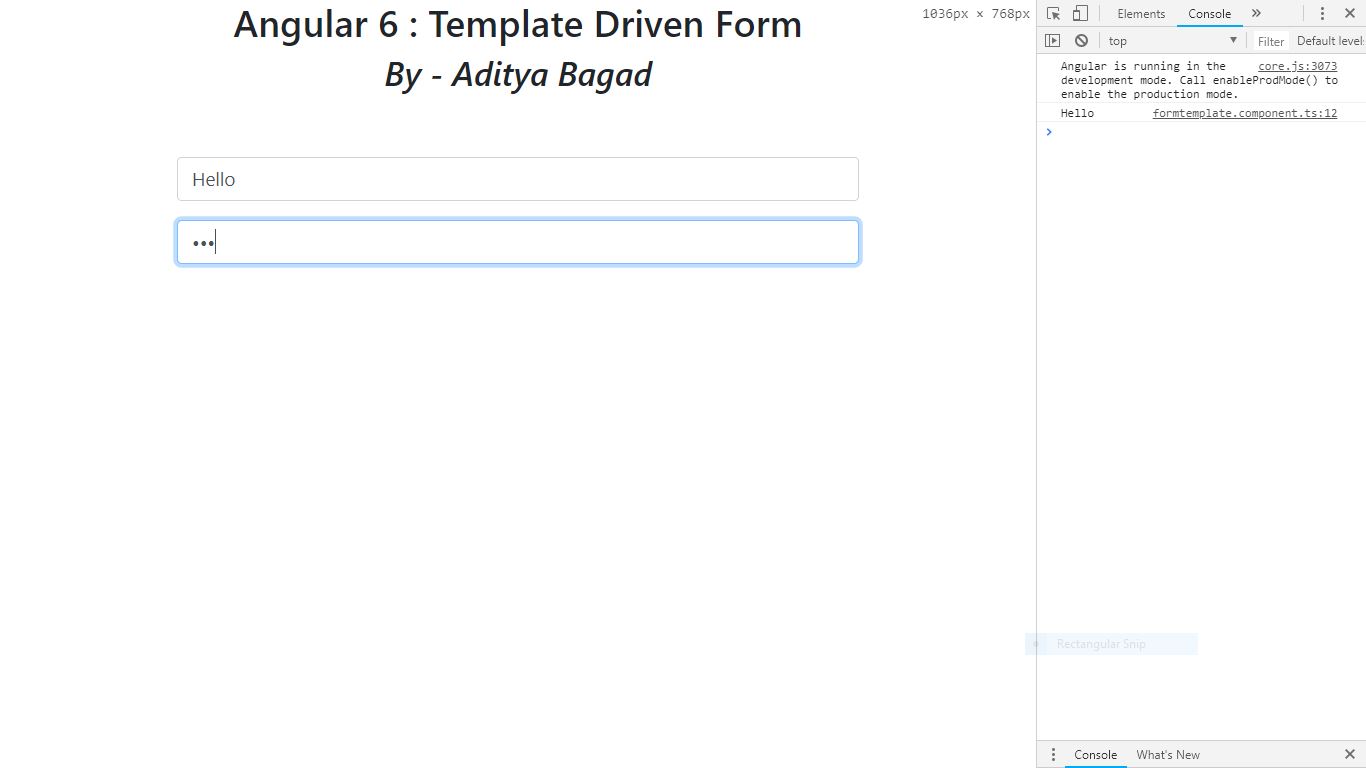 Angular 6 : Template Driven Form
By - Aditya Bagad
Hello
•••
1036px × 768px
Elements Console »
top ▼ Filter Default level
Angular is running in the core.js:3073
development mode. Call enableProdMode() to
enable the production mode.
Hello formtemplate.component.ts:12
>
Rectangular Snip
Console What's New